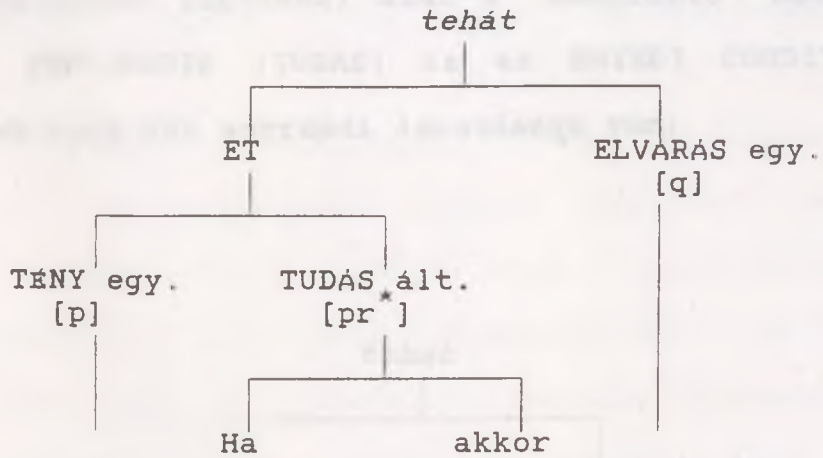 tehát
ET ELVÁRÁS egy.
[q]
TÉNY egy. TUDÁS ált.
[p] [pr*]
Ha akkor